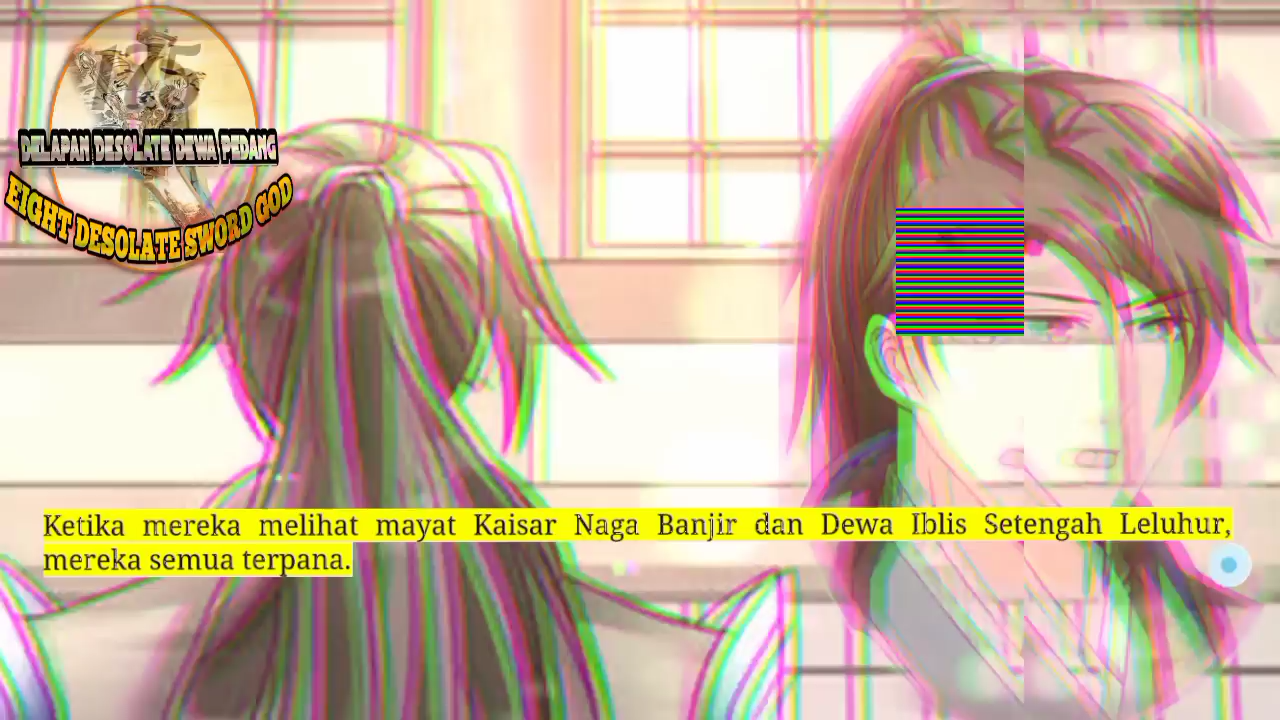 175
DELAPAN DESOLATE DEWA PEDANG
EIGHT DESOLATE SWORD GOD
Ketika mereka melihat mayat Kaisar Naga Banjir dan Dewa Iblis Setengah Leluhur,
mereka semua terpana.